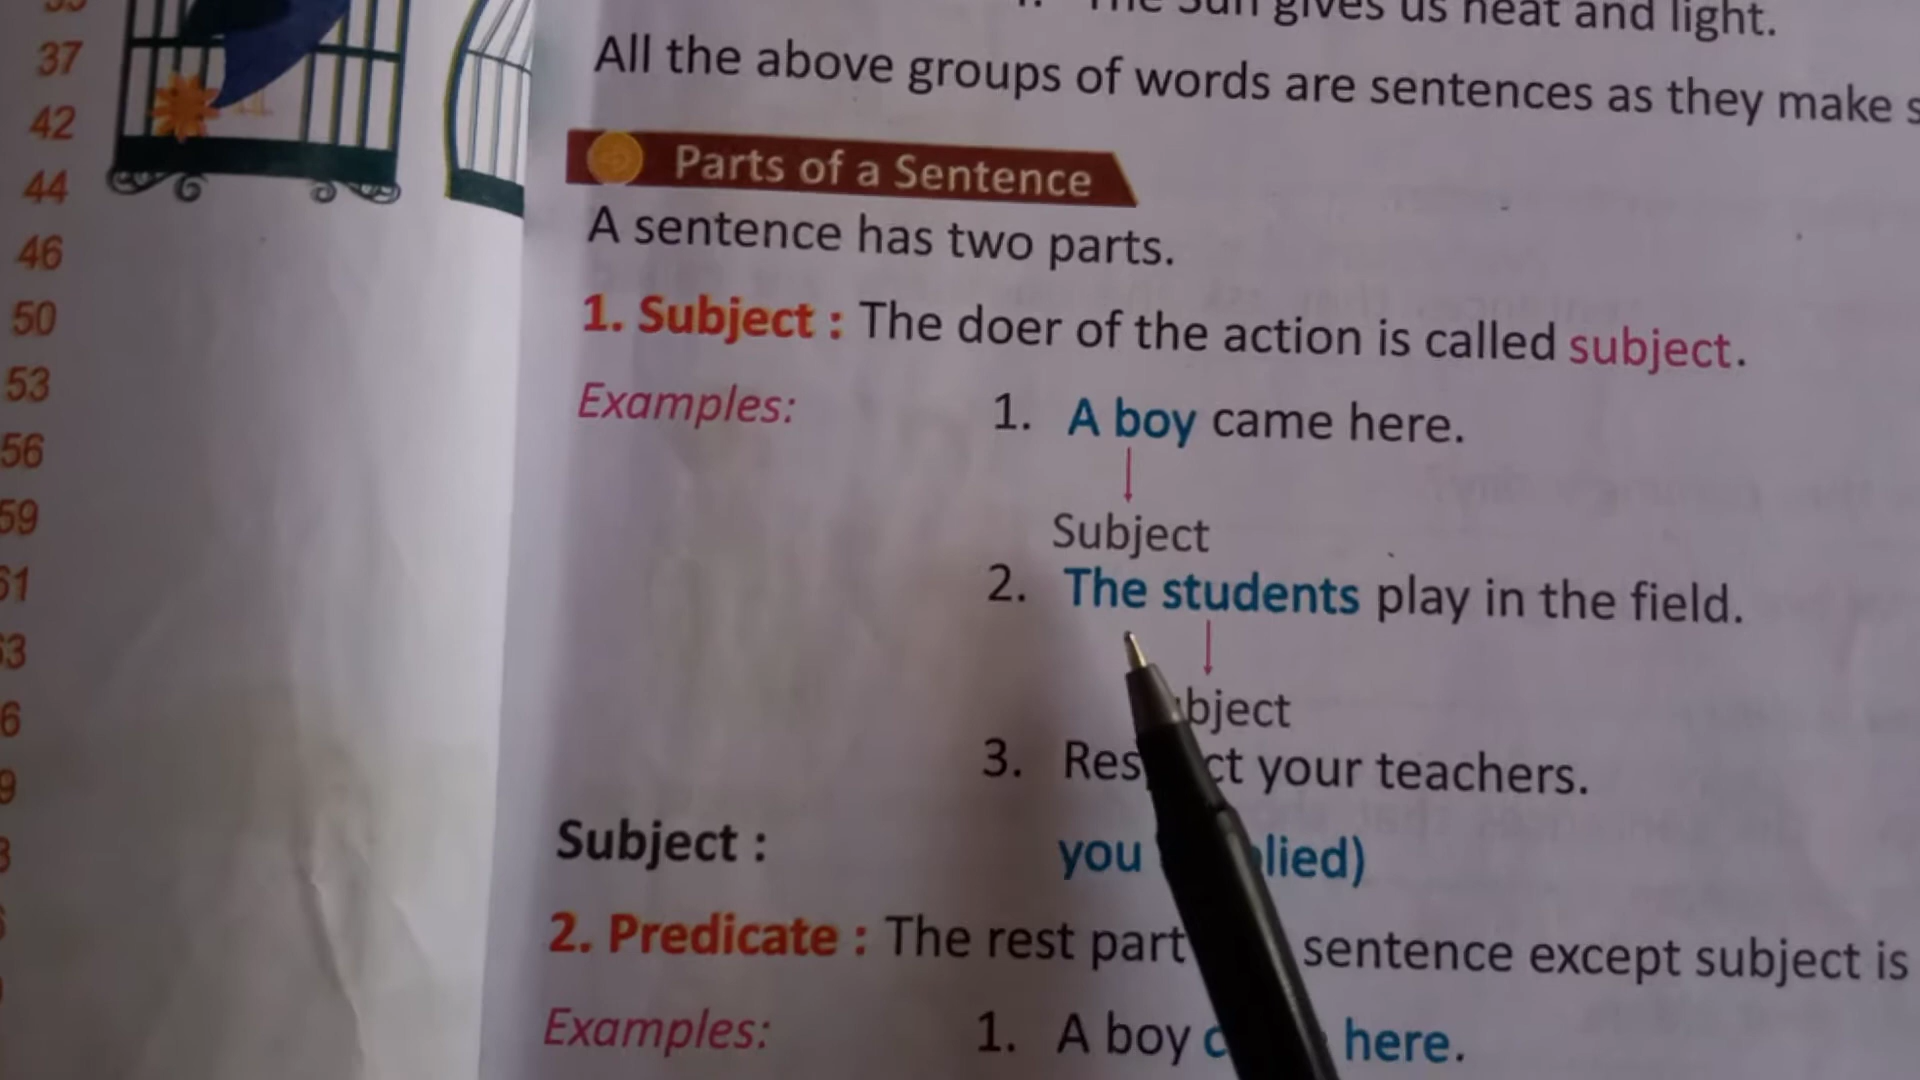 37
42
44
46
50
53
56
59
61
gives us heat and light.
All the above groups of words are sentences as they make
Parts of a Sentence
A sentence has two parts.
1. Subject : The doer of the action is called subject.
Examples: 1. A boy came here.
Subject
2. The students play in the field.
bject
3. Res ct your teachers.
Subject : you lied)
2. Predicate : The rest part sentence except subject is
Examples: 1. A boy here.